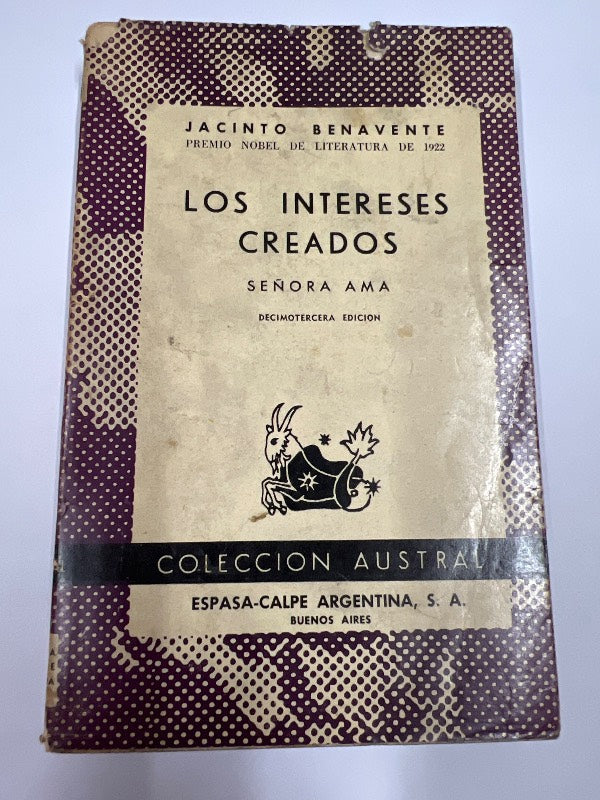 JACINTO BENAVENTE
PREMIO NOBEL DE LITERATURA DE 1922
LOS INTERESES
CREADOS
SEÑORA AMA
DECIMOTERCERA EDICION
COLECCION AUSTRAL
ESPASA-CALPE ARGENTINA, S. A.
BUENOS AIRES